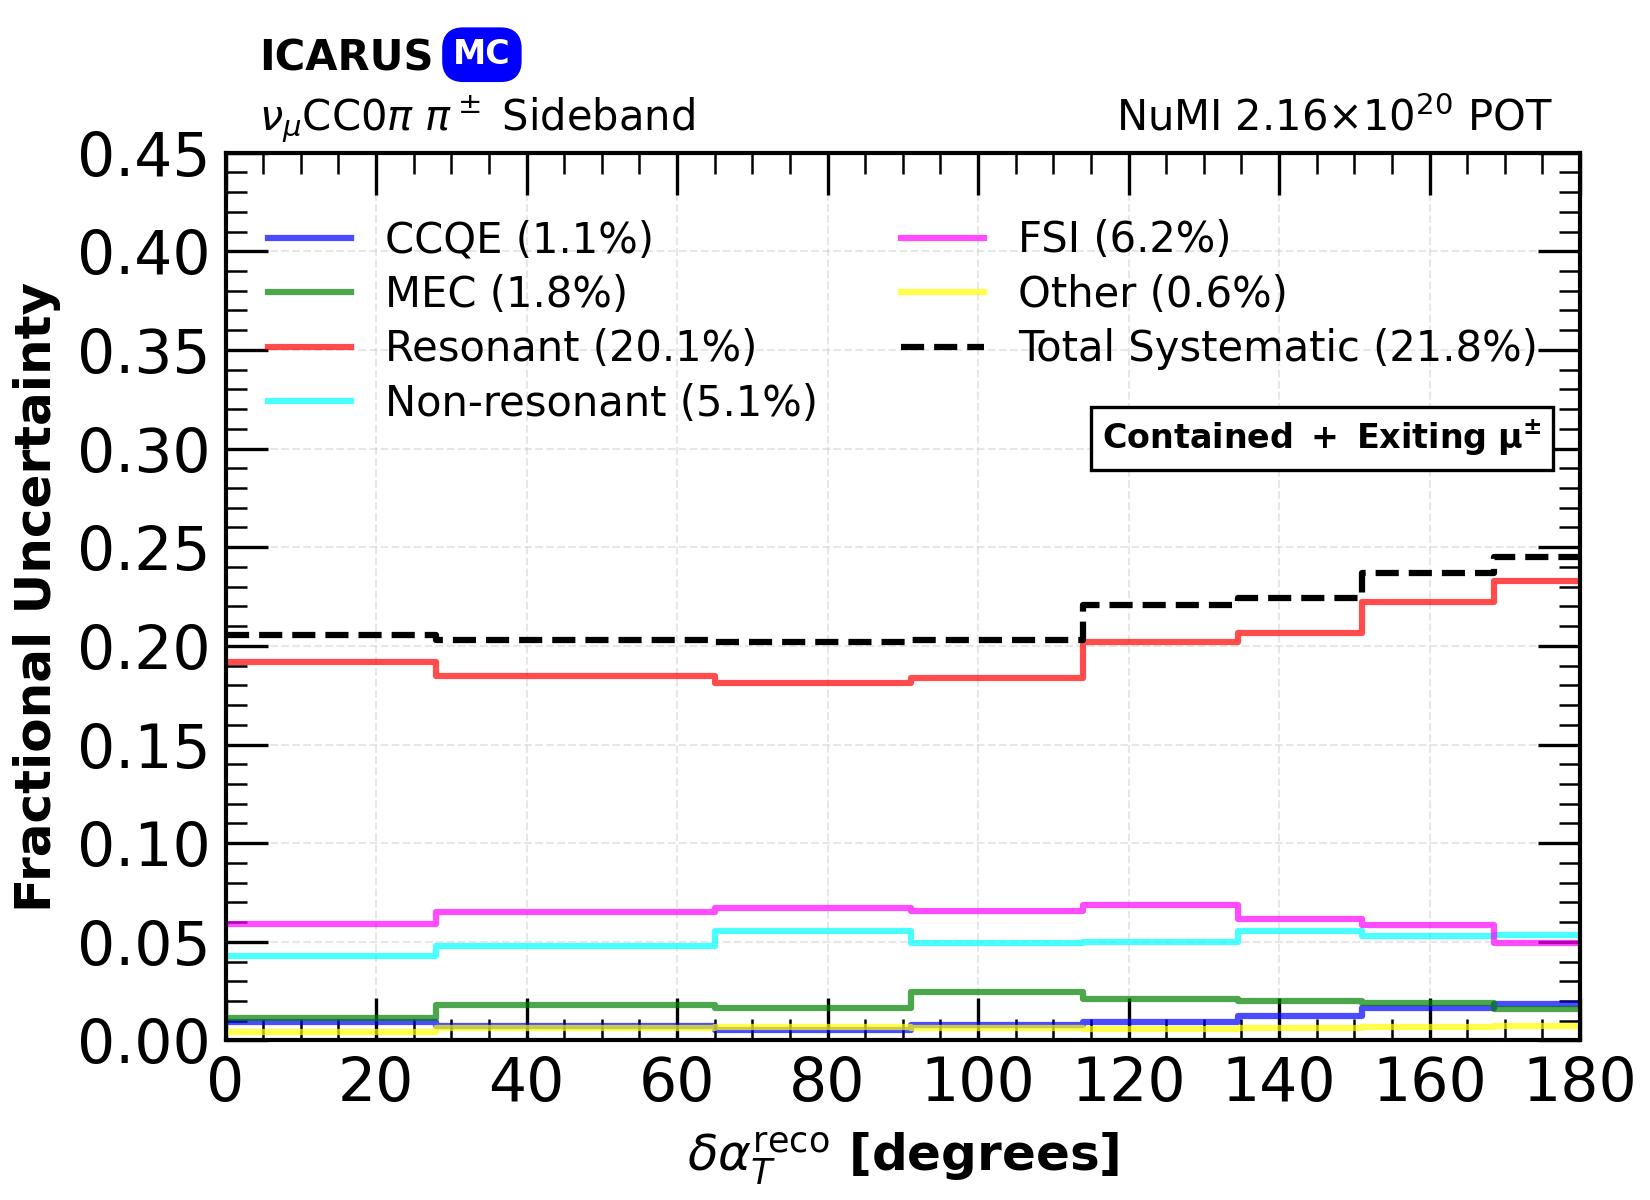 ICARUS MC
νμCC0π π± Sideband
NuMI 2.16×10²⁰ POT
0.45
0.40
0.35
0.30
0.25
0.20
0.15
0.10
0.05
0.00
Fractional Uncertainty
CCQE (1.1%)
MEC (1.8%)
Resonant (20.1%)
Non-resonant (5.1%)
FSI (6.2%)
Other (0.6%)
Total Systematic (21.8%)
Contained + Exiting μ±
0 20 40 60 80 100 120 140 160 180
δα_T^reco [degrees]